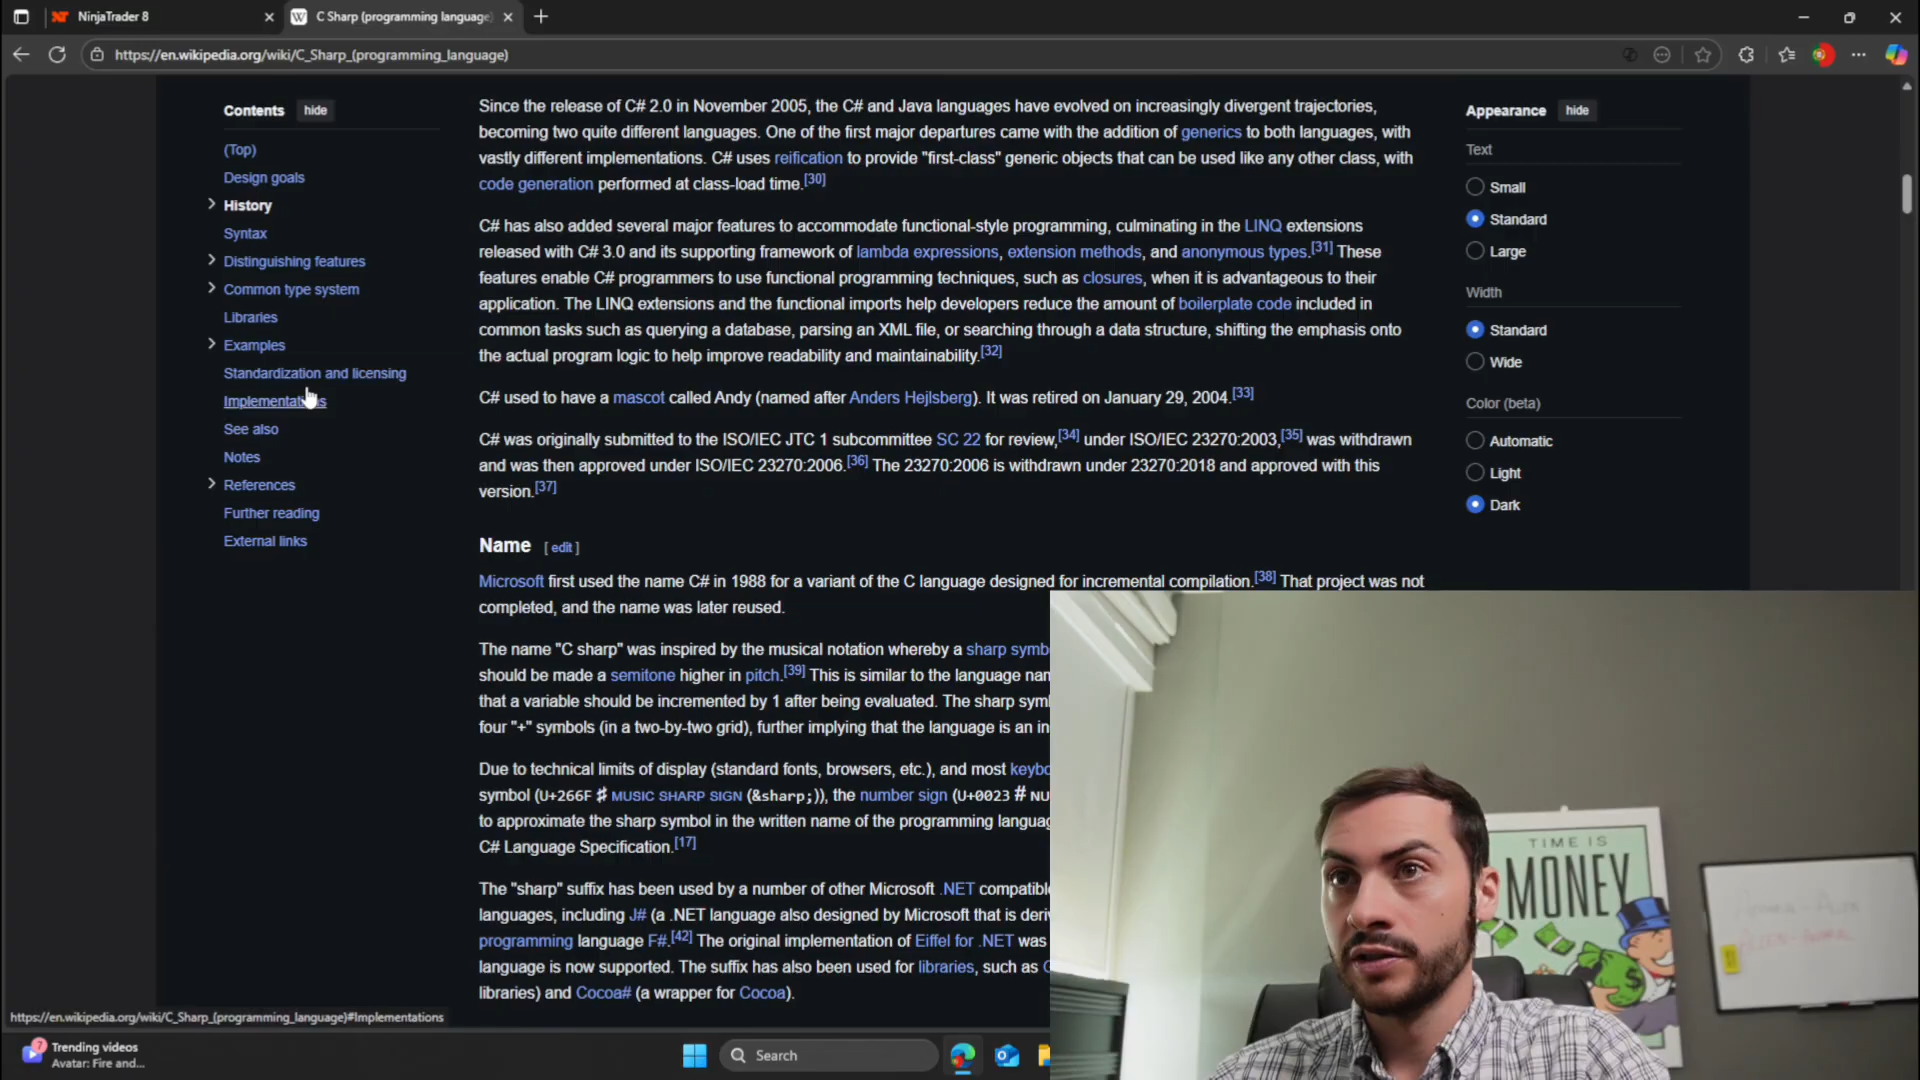 NinjaTrader 8
C Sharp (programming language
https://en.wikipedia.org/wiki/C_Sharp_(programming_language)
Contents hide
(Top)
Design goals
History
Syntax
Distinguishing features
Common type system
Libraries
Examples
Standardization and licensing
Implementations
See also
Notes
References
Further reading
External links
Since the release of C# 2.0 in November 2005, the C# and Java languages have evolved on increasingly divergent trajectories,
becoming two quite different languages. One of the first major departures came with the addition of generics to both languages, with
vastly different implementations. C# uses reification to provide "first-class" generic objects that can be used like any other class, with
code generation performed at class-load time.[30]
C# has also added several major features to accommodate functional-style programming, culminating in the LINQ extensions
released with C# 3.0 and its supporting framework of lambda expressions, extension methods, and anonymous types.[31] These
features enable C# programmers to use functional programming techniques, such as closures, when it is advantageous to their
application. The LINQ extensions and the functional imports help developers reduce the amount of boilerplate code included in
common tasks such as querying a database, parsing an XML file, or searching through a data structure, shifting the emphasis onto
the actual program logic to help improve readability and maintainability.[32]
C# used to have a mascot called Andy (named after Anders Hejlsberg). It was retired on January 29, 2004.[33]
C# was originally submitted to the ISO/IEC JTC 1 subcommittee SC 22 for review,[34] under ISO/IEC 23270:2003,[35] was withdrawn
and was then approved under ISO/IEC 23270:2006.[36] The 23270:2006 is withdrawn under 23270:2018 and approved with this
version.[37]
Name [ edit ]
Microsoft first used the name C# in 1988 for a variant of the C language designed for incremental compilation.[38] That project was not
completed, and the name was later reused.
The name "C sharp" was inspired by the musical notation whereby a sharp symb
should be made a semitone higher in pitch.[39] This is similar to the language nan
that a variable should be incremented by 1 after being evaluated. The sharp syml
four "+" symbols (in a two-by-two grid), further implying that the language is an in
Due to technical limits of display (standard fonts, browsers, etc.), and most keybo
symbol (U+266F ♯ MUSIC SHARP SIGN (&sharp;)), the number sign (U+0023 # NU
to approximate the sharp symbol in the written name of the programming languag
C# Language Specification.[17]
The "sharp" suffix has been used by a number of other Microsoft .NET compatible
languages, including J# (a .NET language also designed by Microsoft that is deriv
programming language F#.[42] The original implementation of Eiffel for .NET was
language is now supported. The suffix has also been used for libraries, such as G
libraries) and Cocoa# (a wrapper for Cocoa).
Appearance hide
Text
Small
Standard
Large
Width
Standard
Wide
Color (beta)
Automatic
Light
Dark
TIME IS
MONEY
https://en.wikipedia.org/wiki/C_Sharp_(programming_language)#Implementations
7
Trending videos
Avatar: Fire and...
Search